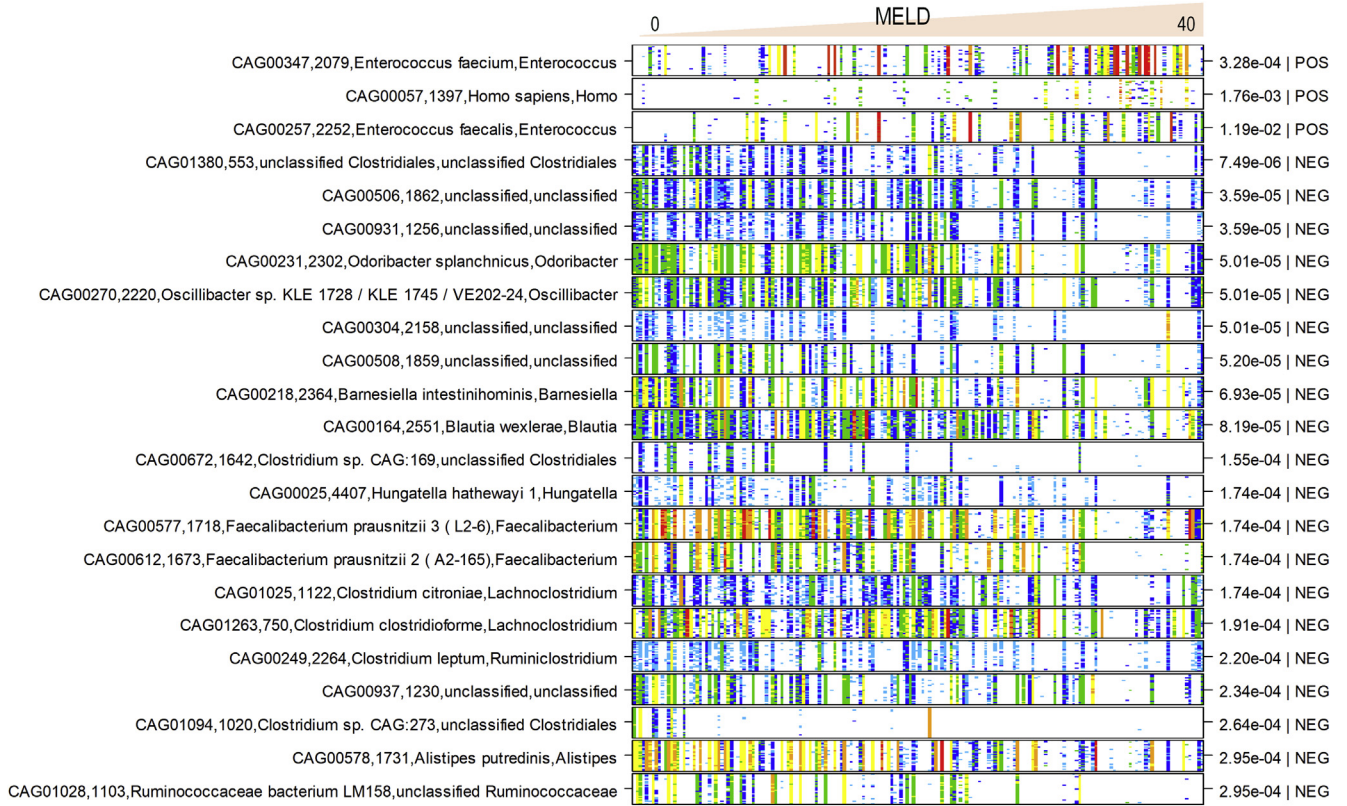 MELD
0 40
CAG00347,2079,Enterococcus faecium,Enterococcus 3.28e-04 | POS
CAG00057,1397,Homo sapiens,Homo 1.76e-03 | POS
CAG00257,2252,Enterococcus faecalis,Enterococcus 1.19e-02 | POS
CAG01380,553,unclassified Clostridiales,unclassified Clostridiales 7.49e-06 | NEG
CAG00506,1862,unclassified,unclassified 3.59e-05 | NEG
CAG00931,1256,unclassified,unclassified 3.59e-05 | NEG
CAG00231,2302,Odoribacter splanchnicus,Odoribacter 5.01e-05 | NEG
CAG00270,2220,Oscillibacter sp. KLE 1728 / KLE 1745 / VE202-24,Oscillibacter 5.01e-05 | NEG
CAG00304,2158,unclassified,unclassified 5.01e-05 | NEG
CAG00508,1859,unclassified,unclassified 5.20e-05 | NEG
CAG00218,2364,Barnesiella intestinihominis,Barnesiella 6.93e-05 | NEG
CAG00164,2551,Blautia wexlerae,Blautia 8.19e-05 | NEG
CAG00672,1642,Clostridium sp. CAG:169,unclassified Clostridiales 1.55e-04 | NEG
CAG00025,4407,Hungatella hathewayi 1,Hungatella 1.74e-04 | NEG
CAG00577,1718,Faecalibacterium prausnitzii 3 ( L2-6),Faecalibacterium 1.74e-04 | NEG
CAG00612,1673,Faecalibacterium prausnitzii 2 ( A2-165),Faecalibacterium 1.74e-04 | NEG
CAG01025,1122,Clostridium citroniae,Lachnoclostridium 1.74e-04 | NEG
CAG01263,750,Clostridium clostridioforme,Lachnoclostridium 1.91e-04 | NEG
CAG00249,2264,Clostridium leptum,Ruminiclostridium 2.20e-04 | NEG
CAG00937,1230,unclassified,unclassified 2.34e-04 | NEG
CAG01094,1020,Clostridium sp. CAG:273,unclassified Clostridiales 2.64e-04 | NEG
CAG00578,1731,Alistipes putredinis,Alistipes 2.95e-04 | NEG
CAG01028,1103,Ruminococcaceae bacterium LM158,unclassified Ruminococcaceae 2.95e-04 | NEG